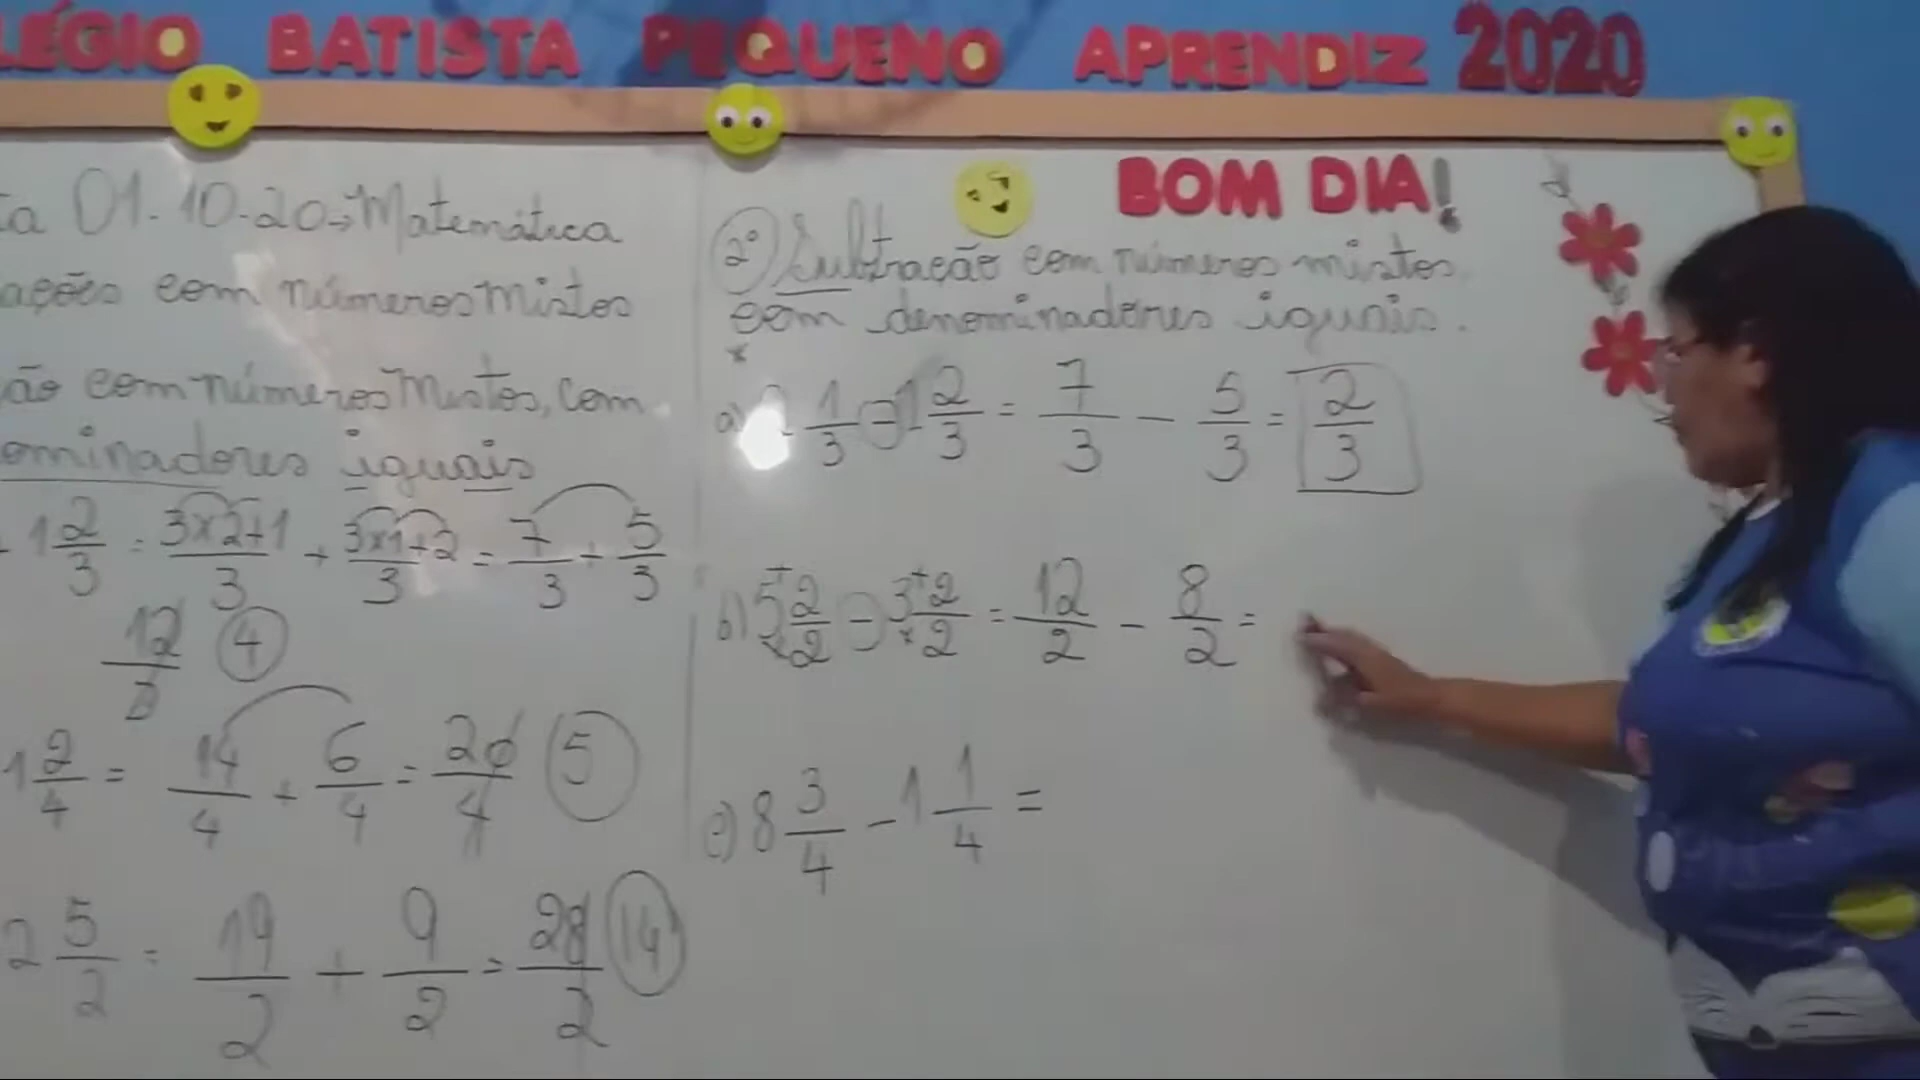 LÉGIO BATISTA PEQUENO APRENDIZ 2020
BOM DIA!
ta 01.10.20 → Matemática
ações com números Mistos
ão com números Mistos, com
ominadores iguais
1 2/3 = 3x2+1/3 + 3x1+2/3 = 7/3 + 5/3
12/3 4
1 2/4 = 14/4 + 6/4 = 20/4 5
2 5/2 = 19/2 + 9/2 = 28/2 14
2º Subtração com números mistos
com denominadores iguais.
a) 2 1/3 - 1 2/3 = 7/3 - 5/3 = 2/3
b) 5 2/2 - 3 2/2 = 12/2 - 8/2 =
c) 8 3/4 - 1 1/4 =